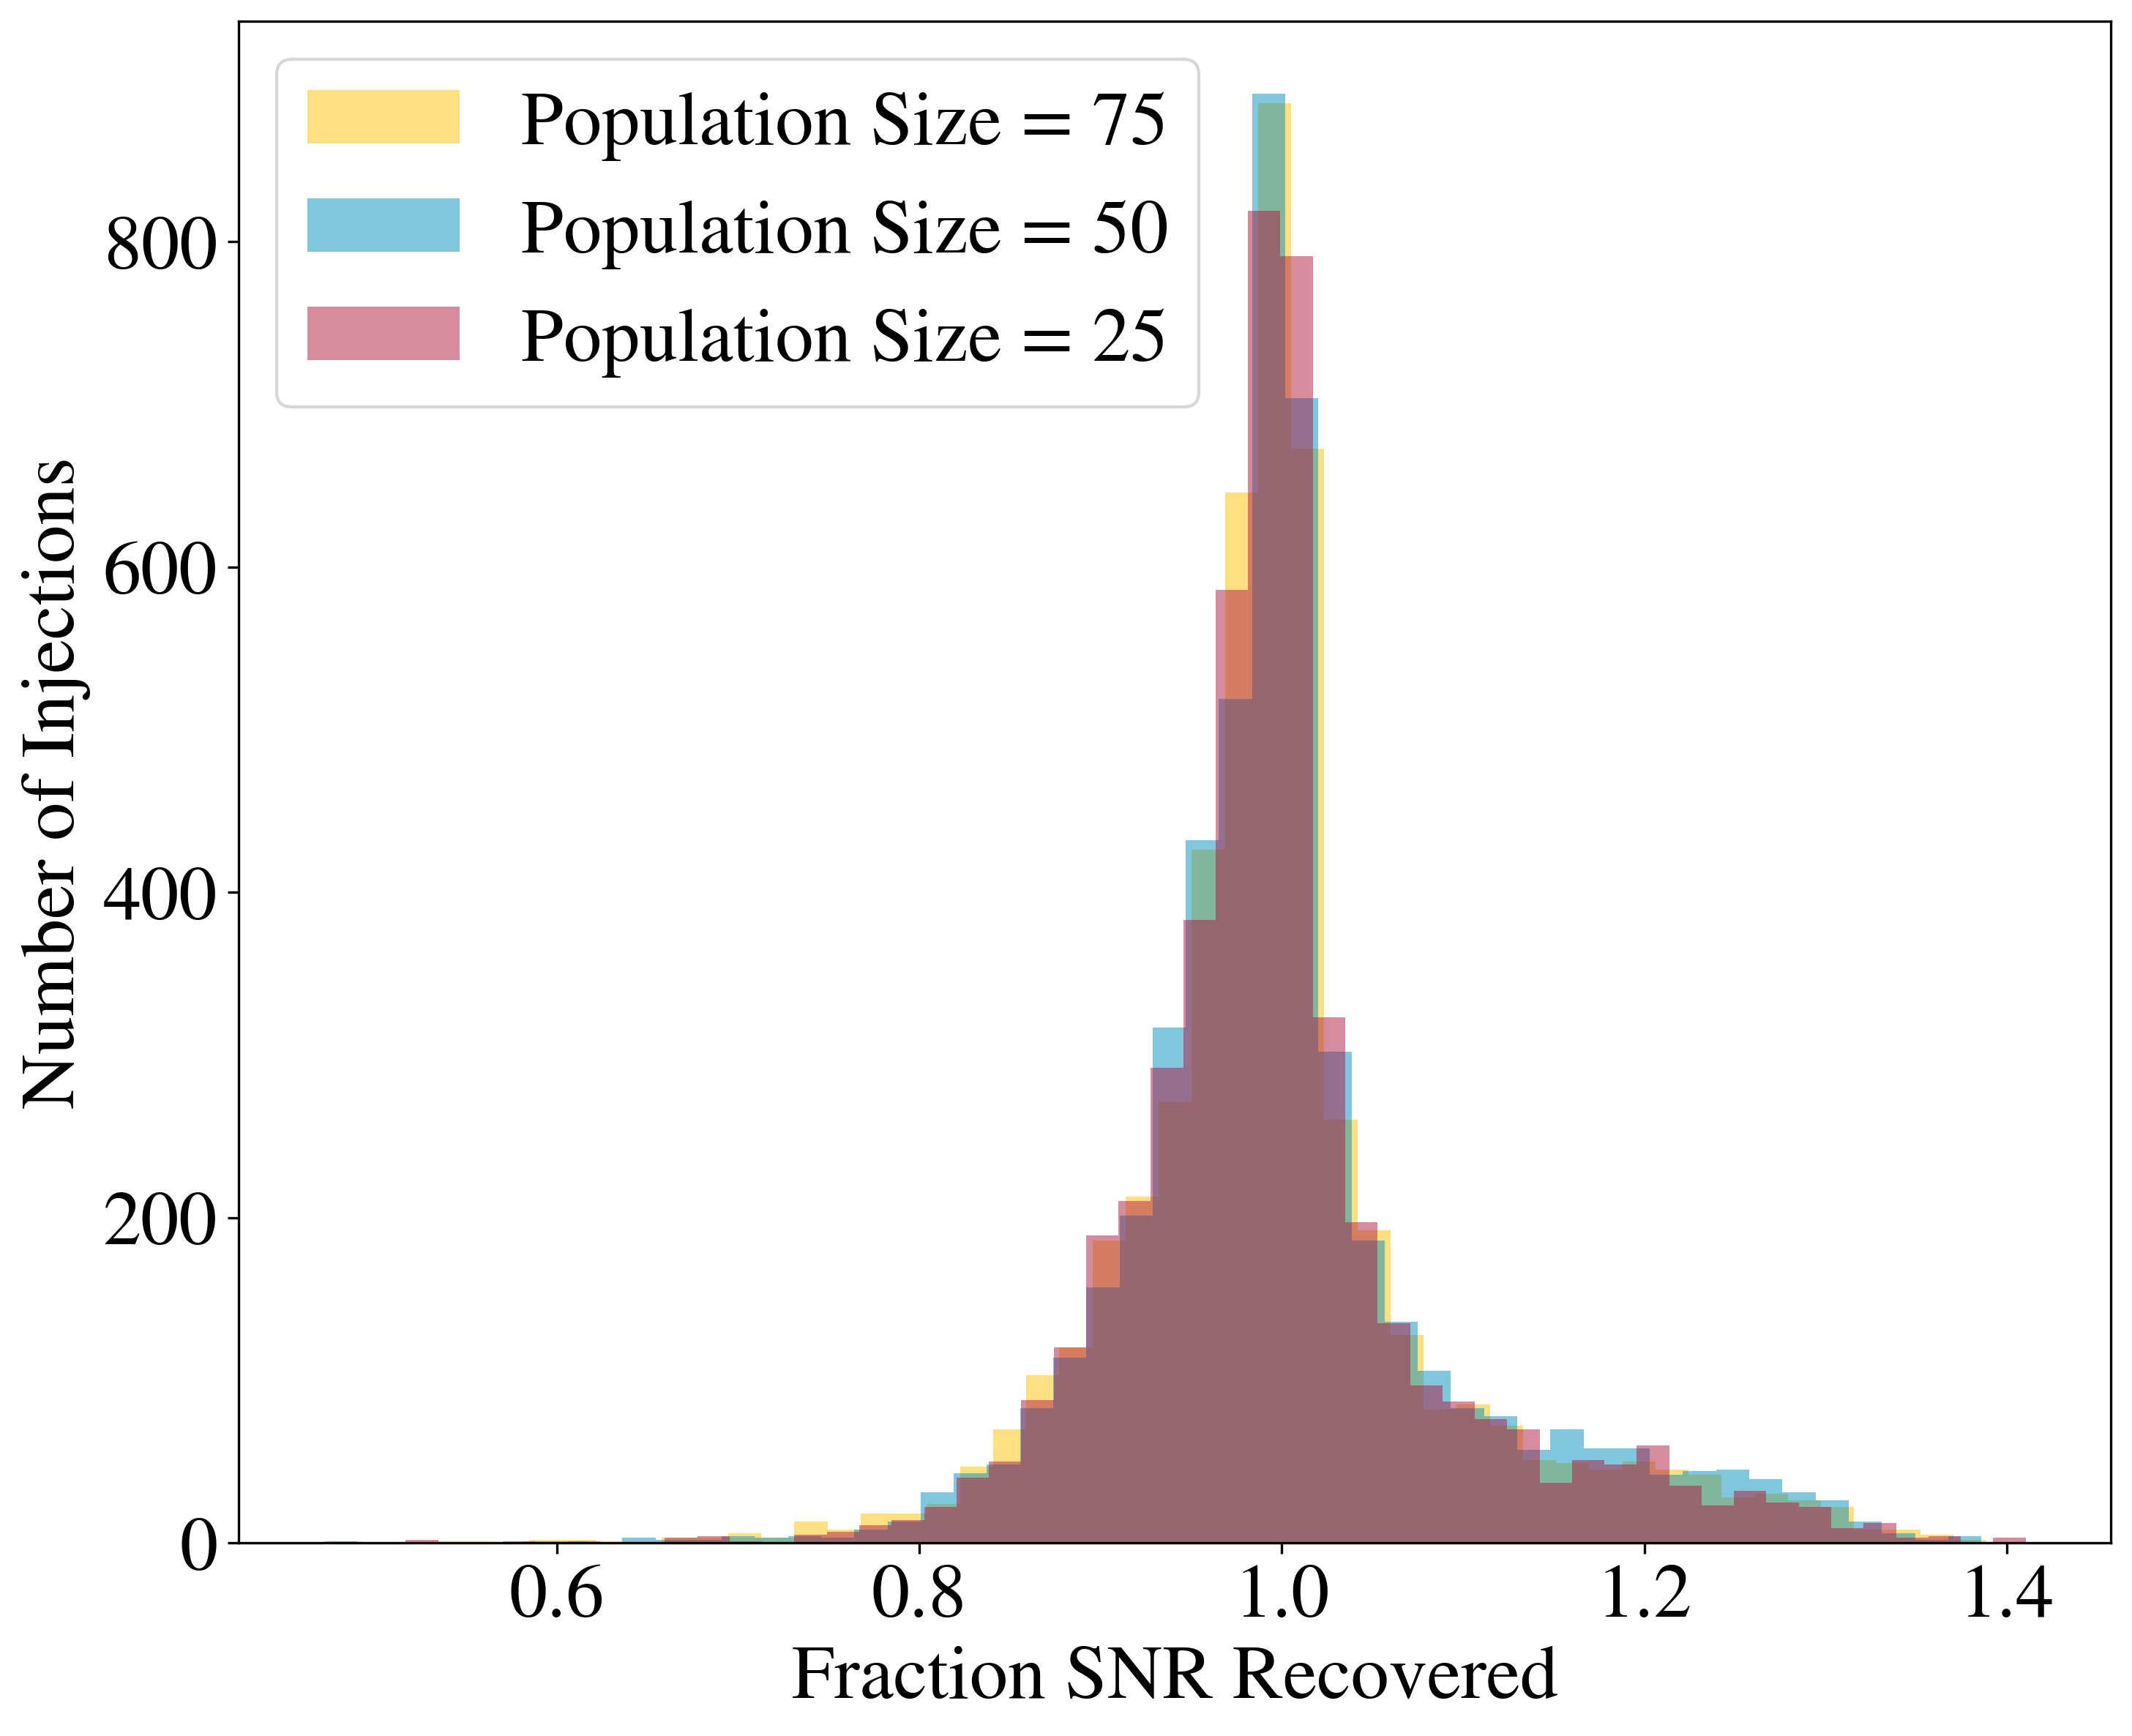 Population Size = 75
Population Size = 50
Population Size = 25
800
600
400
200
0
Number of Injections
0.6 0.8 1.0 1.2 1.4
Fraction SNR Recovered